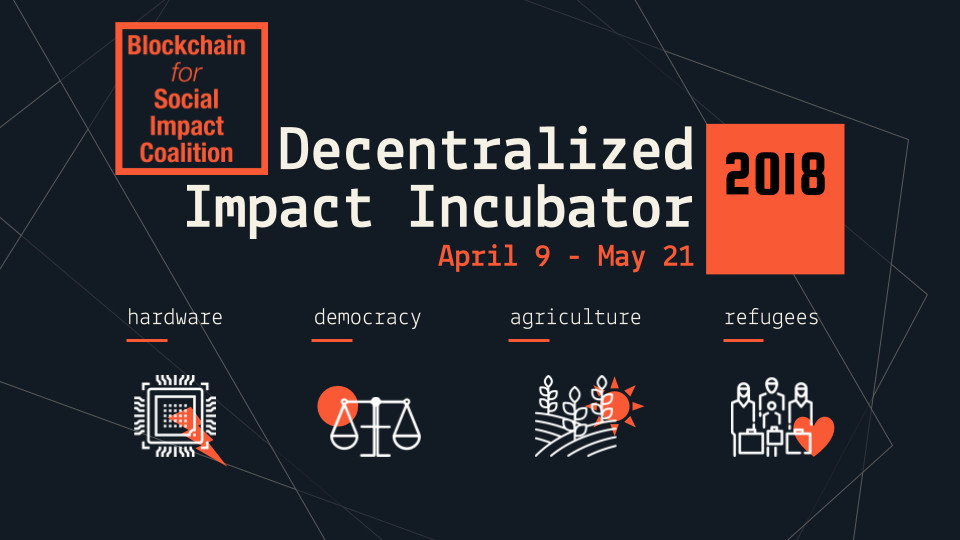 Blockchain
for
Social
Impact
Coalition
Decentralized
Impact Incubator
April 9 - May 21
2018
hardware
democracy
agriculture
refugees